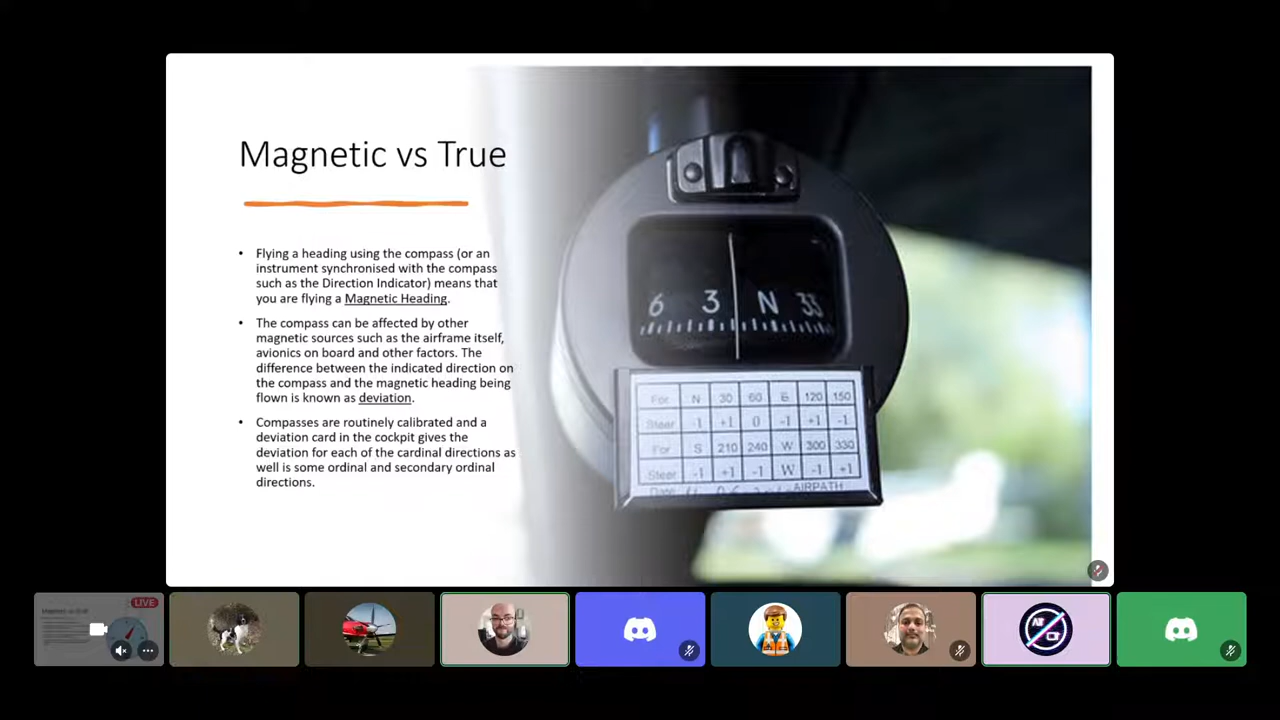 Magnetic vs True
• Flying a heading using the compass (or an
instrument synchronised with the compass
such as the Direction Indicator) means that
you are flying a Magnetic Heading.
• The compass can be affected by other
magnetic sources such as the airframe itself,
avionics on board and other factors. The
difference between the indicated direction on
the compass and the magnetic heading being
flown is known as deviation.
• Compasses are routinely calibrated and a
deviation card in the cockpit gives the
deviation for each of the cardinal directions as
well is some ordinal and secondary ordinal
directions.
6 3 N 33
For N 30 60 E 120 150
Steer -1 +1 0 -1 +1 -1
For S 210 240 W 300 330
Steer -1 +1 -1 W -1 +1
Date AIRPATH
LIVE